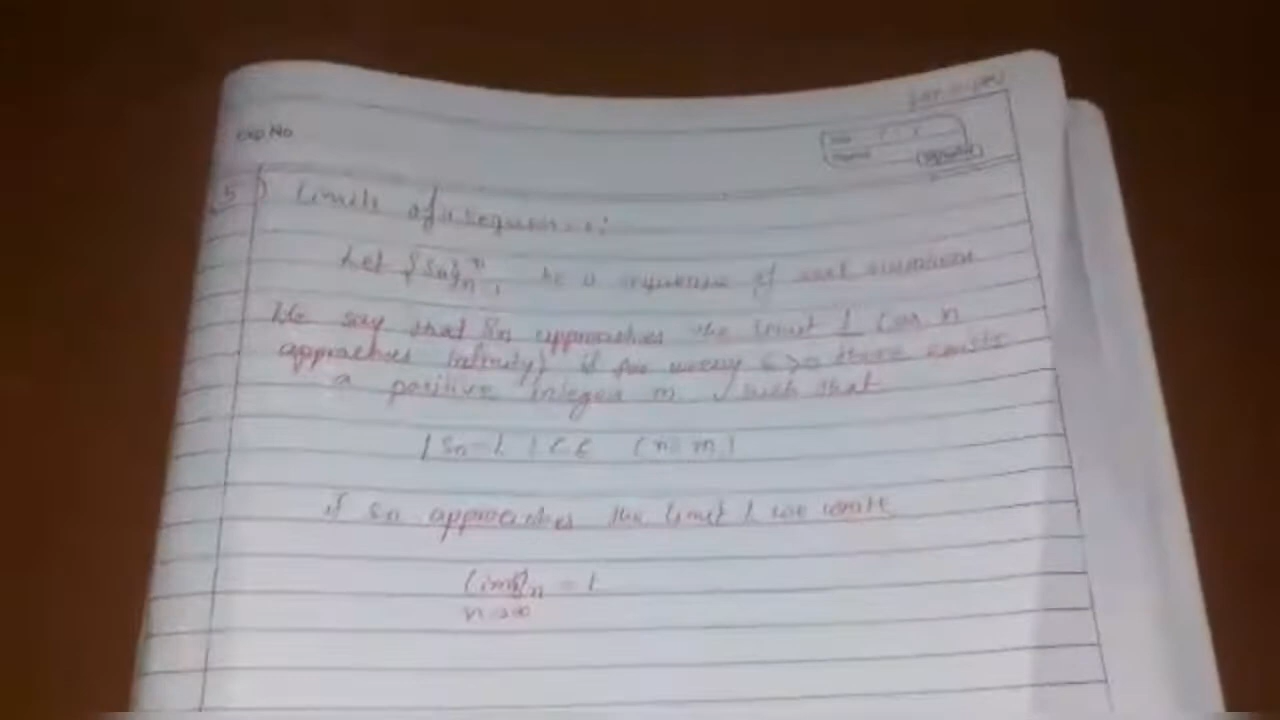 Exp. No
5) Limits of a sequence:
Let {Sn}n=1 be a sequence of real numbers
We say that Sn approaches the limit L (as n
approaches infinity) if for every ε>0 there exists
a positive integer m such that
|Sn-L|<ε (n m)
if Sn approaches the limit L we write
lim Sn = L
n→∞